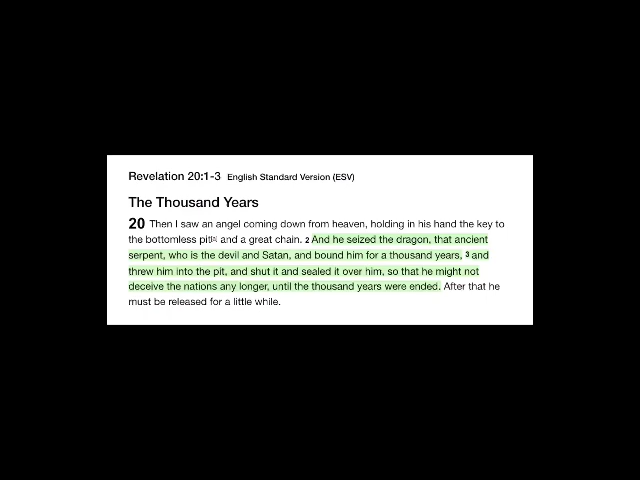 Revelation 20:1-3 English Standard Version (ESV)
The Thousand Years
20 Then I saw an angel coming down from heaven, holding in his hand the key to
the bottomless pit[a] and a great chain. 2 And he seized the dragon, that ancient
serpent, who is the devil and Satan, and bound him for a thousand years, 3 and
threw him into the pit, and shut it and sealed it over him, so that he might not
deceive the nations any longer, until the thousand years were ended. After that he
must be released for a little while.